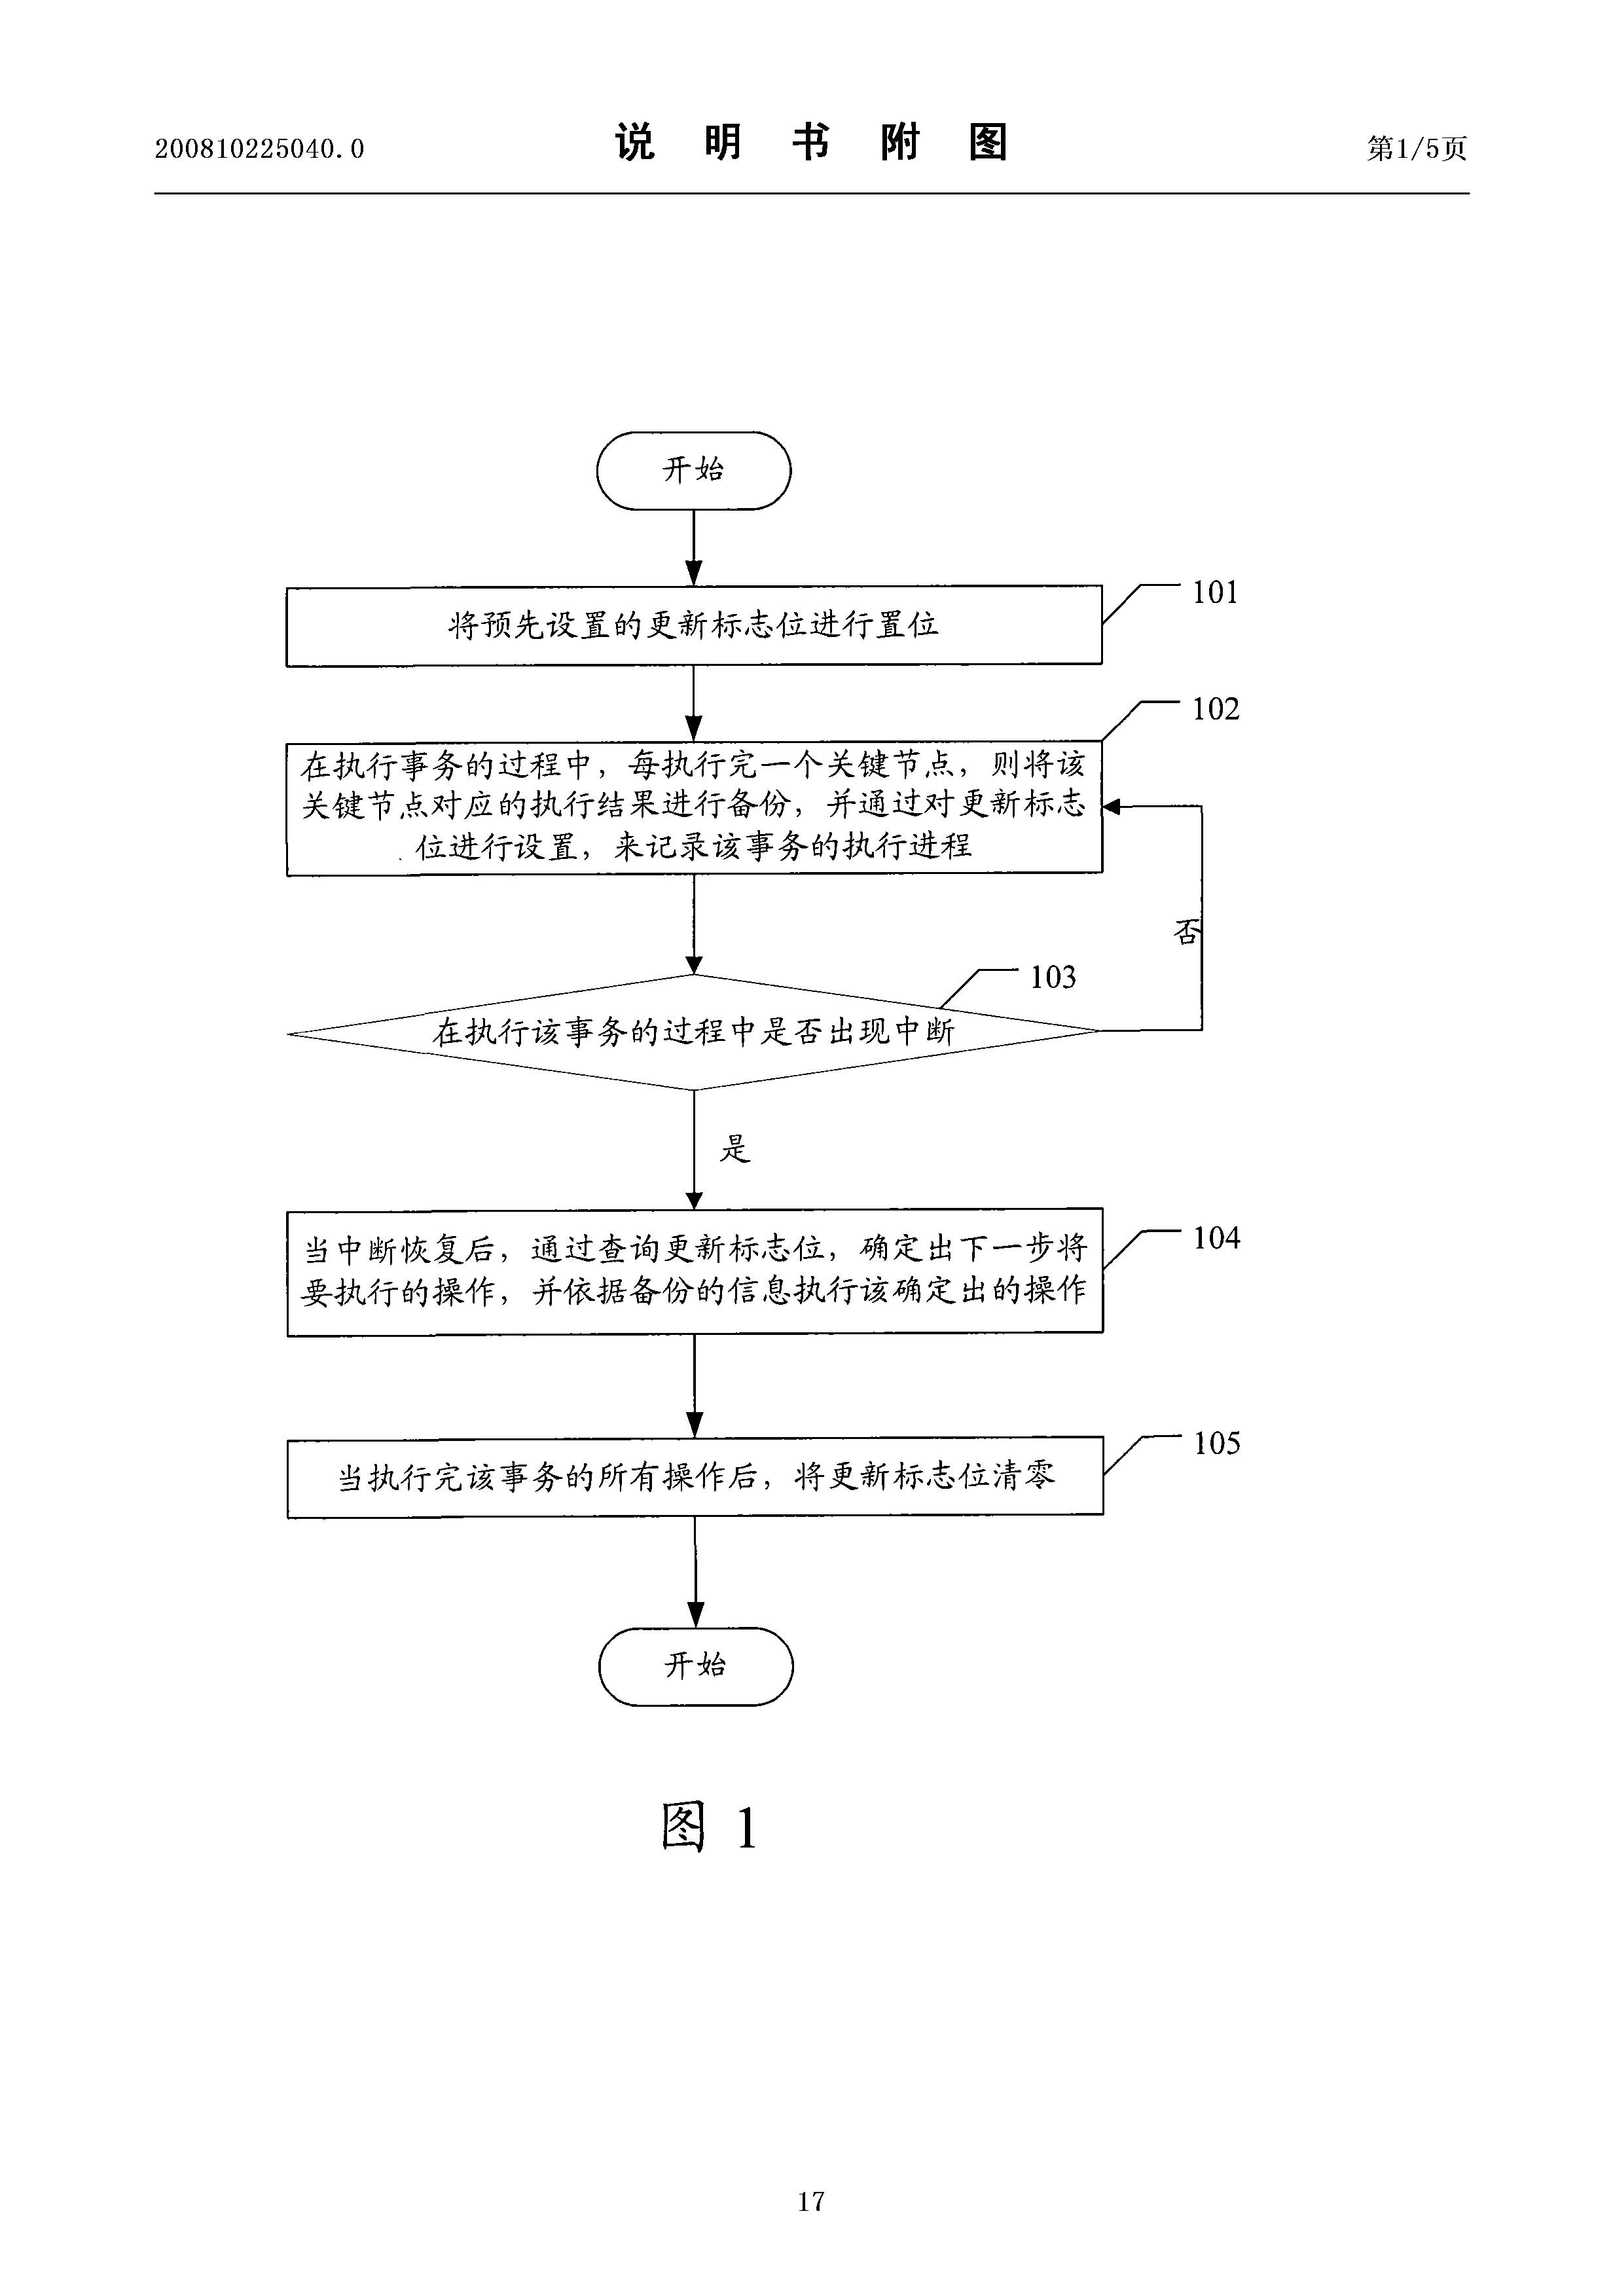 200810225040.0
说明书附图
第1/5页
开始
101
将预先设置的更新标志位进行置位
102
在执行事务的过程中，每执行完一个关键节点，则将该
关键节点对应的执行结果进行备份，并通过对更新标志
位进行设置，来记录该事务的执行进程
否
103
在执行该事务的过程中是否出现中断
是
104
当中断恢复后，通过查询更新标志位，确定出下一步将
要执行的操作，并依据备份的信息执行该确定出的操作
105
当执行完该事务的所有操作后，将更新标志位清零
开始
图 1
17